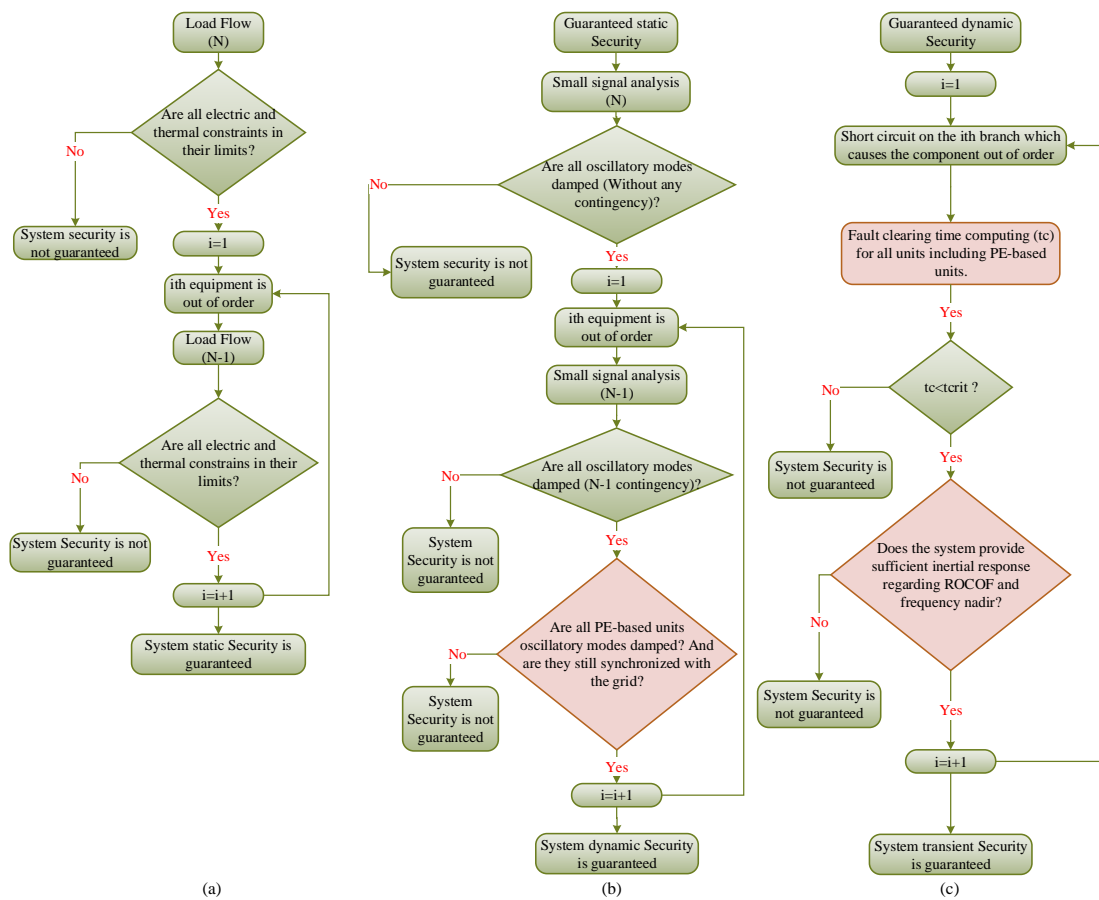 Load Flow
(N)
Are all electric and
thermal constraints in
their limits?
No
Yes
System security is
not guaranteed
i=1
ith equipment is
out of order
Load Flow
(N-1)
Are all electric and
thermal constrains in their
limits?
No
Yes
System Security is not
guaranteed
i=i+1
System static Security is
guaranteed
(a)
Guaranteed static
Security
Small signal analysis
(N)
Are all oscillatory modes
damped (Without any
contingency)?
No
Yes
System security is not
guaranteed
i=1
ith equipment is
out of order
Small signal analysis
(N-1)
Are all oscillatory modes
damped (N-1 contingency)?
No
Yes
System
Security is not
guaranteed
Are all PE-based units
oscillatory modes damped? And
are they still synchronized with
the grid?
No
System
Security is not
guaranteed
Yes
i=i+1
System dynamic Security
is guaranteed
(b)
Guaranteed dynamic
Security
i=1
Short circuit on the ith branch which
causes the component out of order
Fault clearing time computing (tc)
for all units including PE-based
units.
Yes
tc<tcrit ?
No
Yes
System Security is
not guaranteed
Does the system provide
sufficient inertial response
regarding ROCOF and
frequency nadir?
No
System Security is
not guaranteed
Yes
i=i+1
System transient Security
is guaranteed
(c)